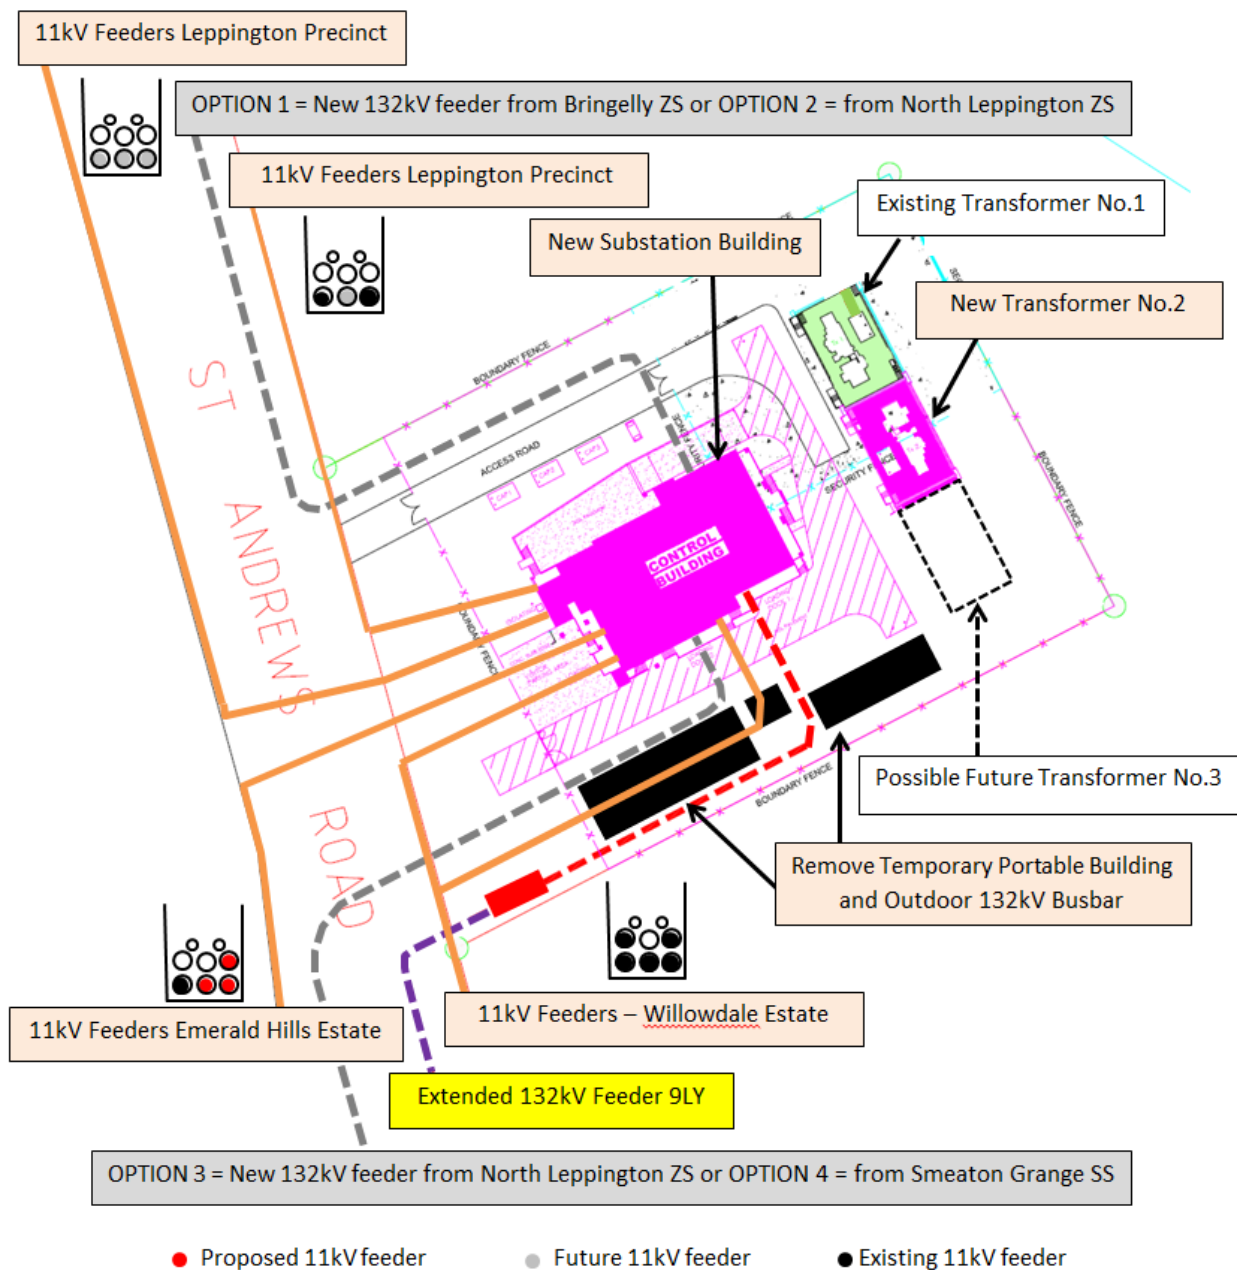 11kV Feeders Leppington Precinct
OPTION 1 = New 132kV feeder from Bringelly ZS or OPTION 2 = from North Leppington ZS
11kV Feeders Leppington Precinct
Existing Transformer No.1
New Substation Building
New Transformer No.2
BOUNDARY FENCE
ST ANDREWS ROAD
ACCESS ROAD
CAP1
CAP2
CAP3
SECURITY FENCE
BOUNDARY FENCE
CONTROL
BUILDING
BOUNDARY FENCE
BOUNDARY FENCE
Possible Future Transformer No.3
Remove Temporary Portable Building
and Outdoor 132kV Busbar
11kV Feeders Emerald Hills Estate
11kV Feeders – Willowdale Estate
Extended 132kV Feeder 9LY
OPTION 3 = New 132kV feeder from North Leppington ZS or OPTION 4 = from Smeaton Grange SS
Proposed 11kV feeder
Future 11kV feeder
Existing 11kV feeder